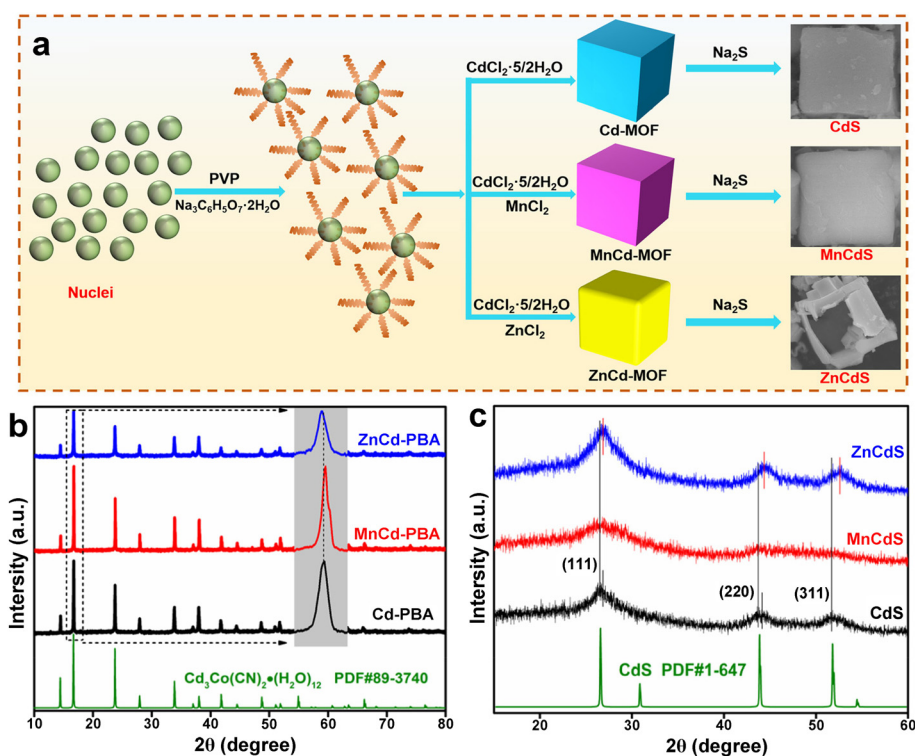 a
PVP
Na₃C₆H₅O₇·2H₂O
Nuclei
CdCl₂·5/2H₂O
Cd-MOF
Na₂S
CdS
CdCl₂·5/2H₂O
MnCl₂
MnCd-MOF
Na₂S
MnCdS
CdCl₂·5/2H₂O
ZnCl₂
ZnCd-MOF
Na₂S
ZnCdS
b
Intersity (a.u.)
ZnCd-PBA
MnCd-PBA
Cd-PBA
Cd₃Co(CN)₂•(H₂O)₁₂ PDF#89-3740
10 20 30 40 50 60 70 80
2θ (degree)
c
Intersity (a.u.)
ZnCdS
MnCdS
(111)
(220)
(311)
CdS
CdS PDF#1-647
20 30 40 50 60
2θ (degree)